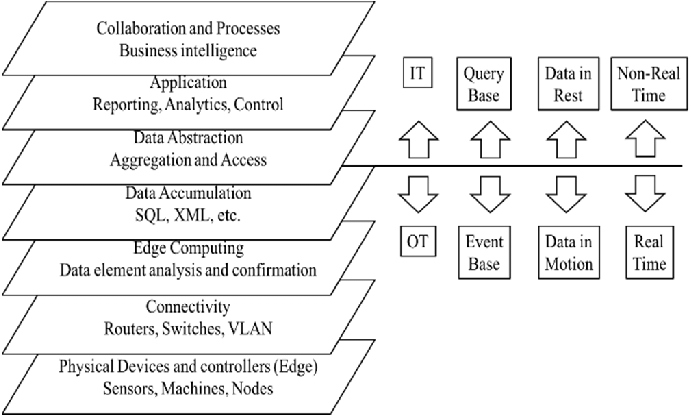 Collaboration and Processes
Business intelligence
Application
Reporting, Analytics, Control
Data Abstraction
Aggregation and Access
Data Accumulation
SQL, XML, etc.
Edge Computing
Data element analysis and confirmation
Connectivity
Routers, Switches, VLAN
Physical Devices and controllers (Edge)
Sensors, Machines, Nodes
IT
Query
Base
Data in
Rest
Non-Real
Time
OT
Event
Base
Data in
Motion
Real
Time